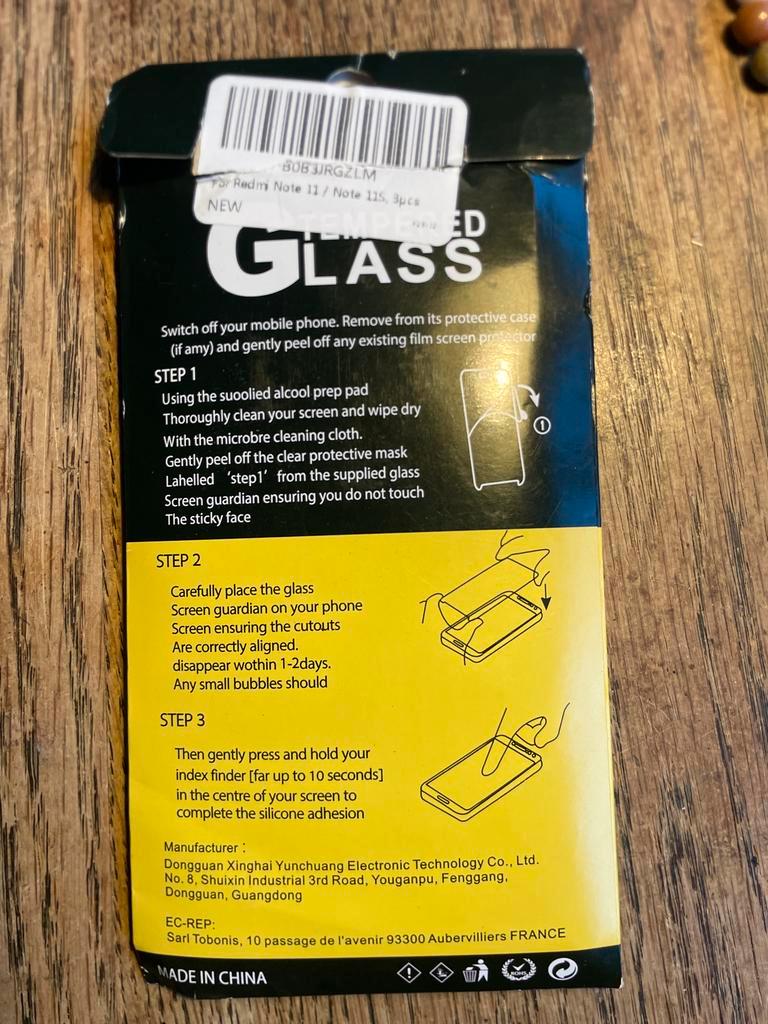 B0B3JRGZLM
For Redmi Note 11 / Note 11S, 3pcs
NEW
TEMPERED
GLASS
Switch off your mobile phone. Remove from its protective case
(if amy) and gently peel off any existing film screen protector
STEP 1
Using the suoolied alcool prep pad
Thoroughly clean your screen and wipe dry
With the microbre cleaning cloth.
Gently peel off the clear protective mask
Lahelled 'step1' from the supplied glass
Screen guardian ensuring you do not touch
The sticky face
①
STEP 2
Carefully place the glass
Screen guardian on your phone
Screen ensuring the cutouts
Are correctly aligned.
disappear wothin 1-2days.
Any small bubbles should
STEP 3
Then gently press and hold your
index finder [far up to 10 seconds]
in the centre of your screen to
complete the silicone adhesion
Manufacturer :
Dongguan Xinghai Yunchuang Electronic Technology Co., Ltd.
No. 8, Shuixin Industrial 3rd Road, Youganpu, Fenggang,
Dongguan, Guangdong
EC-REP:
Sarl Tobonis, 10 passage de l'avenir 93300 Aubervilliers FRANCE
MADE IN CHINA
ROHS